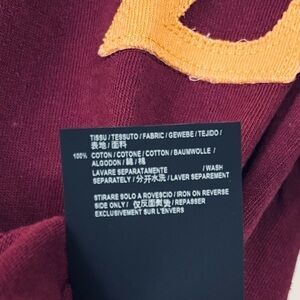 TISSU / TESSUTO / FABRIC / GEWEBE / TEJIDO /
表地 / 面料
100% COTON / COTONE / COTTON / BAUMWOLLE /
ALGODON / 綿 / 棉
LAVARE SEPARATAMENTE / WASH
SEPARATELY / 分开水洗 / LAVER SEPAREMENT
STIRARE SOLO A ROVESCIO / IRON ON REVERSE
SIDE ONLY / 仅反面熨烫 / REPASSER
EXCLUSIVEMENT SUR L'ENVERS